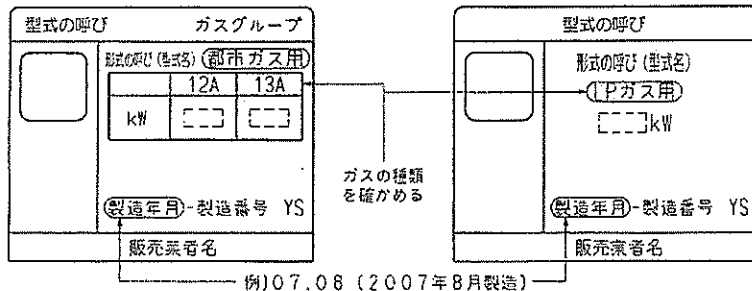 型式の呼び ガスグループ
形式の呼び (型式名) 都市ガス用
12A 13A
kW
製造年月-製造番号 YS
販売業者名
ガスの種類
を確かめる
型式の呼び
形式の呼び (型式名)
LPガス用
kW
製造年月-製造番号 YS
販売業者名
例)07.08 (2007年8月製造)